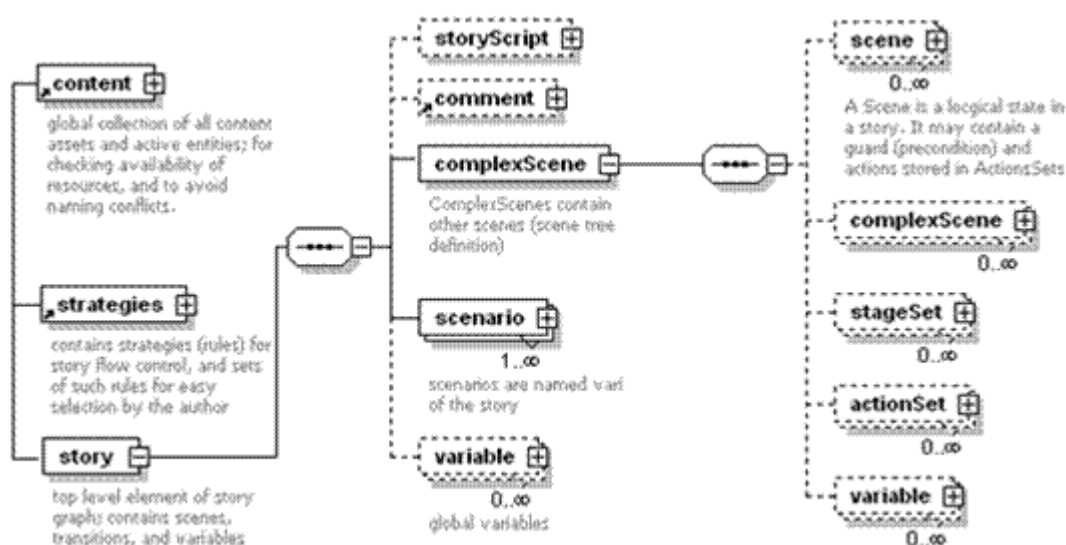 content
global collection of all content
assets and active entities; for
checking availability of
resources, and to avoid
naming conflicts.
strategies
contains strategies (rules) for
story flow control, and sets
of such rules for easy
selection by the author
story
top level element of story
graph; contains scenes,
transitions, and variables
storyScript
comment
complexScene
ComplexScenes contain
other scenes (scene tree
definition)
scenario
1..∞
scenarios are named vari
of the story
variable
0..∞
global variables
scene
0..∞
A Scene is a locgical state in
a story. It may contain a
guard (precondition) and
actions stored in ActionsSets
complexScene
0..∞
stageSet
0..∞
actionSet
0..∞
variable
0..∞